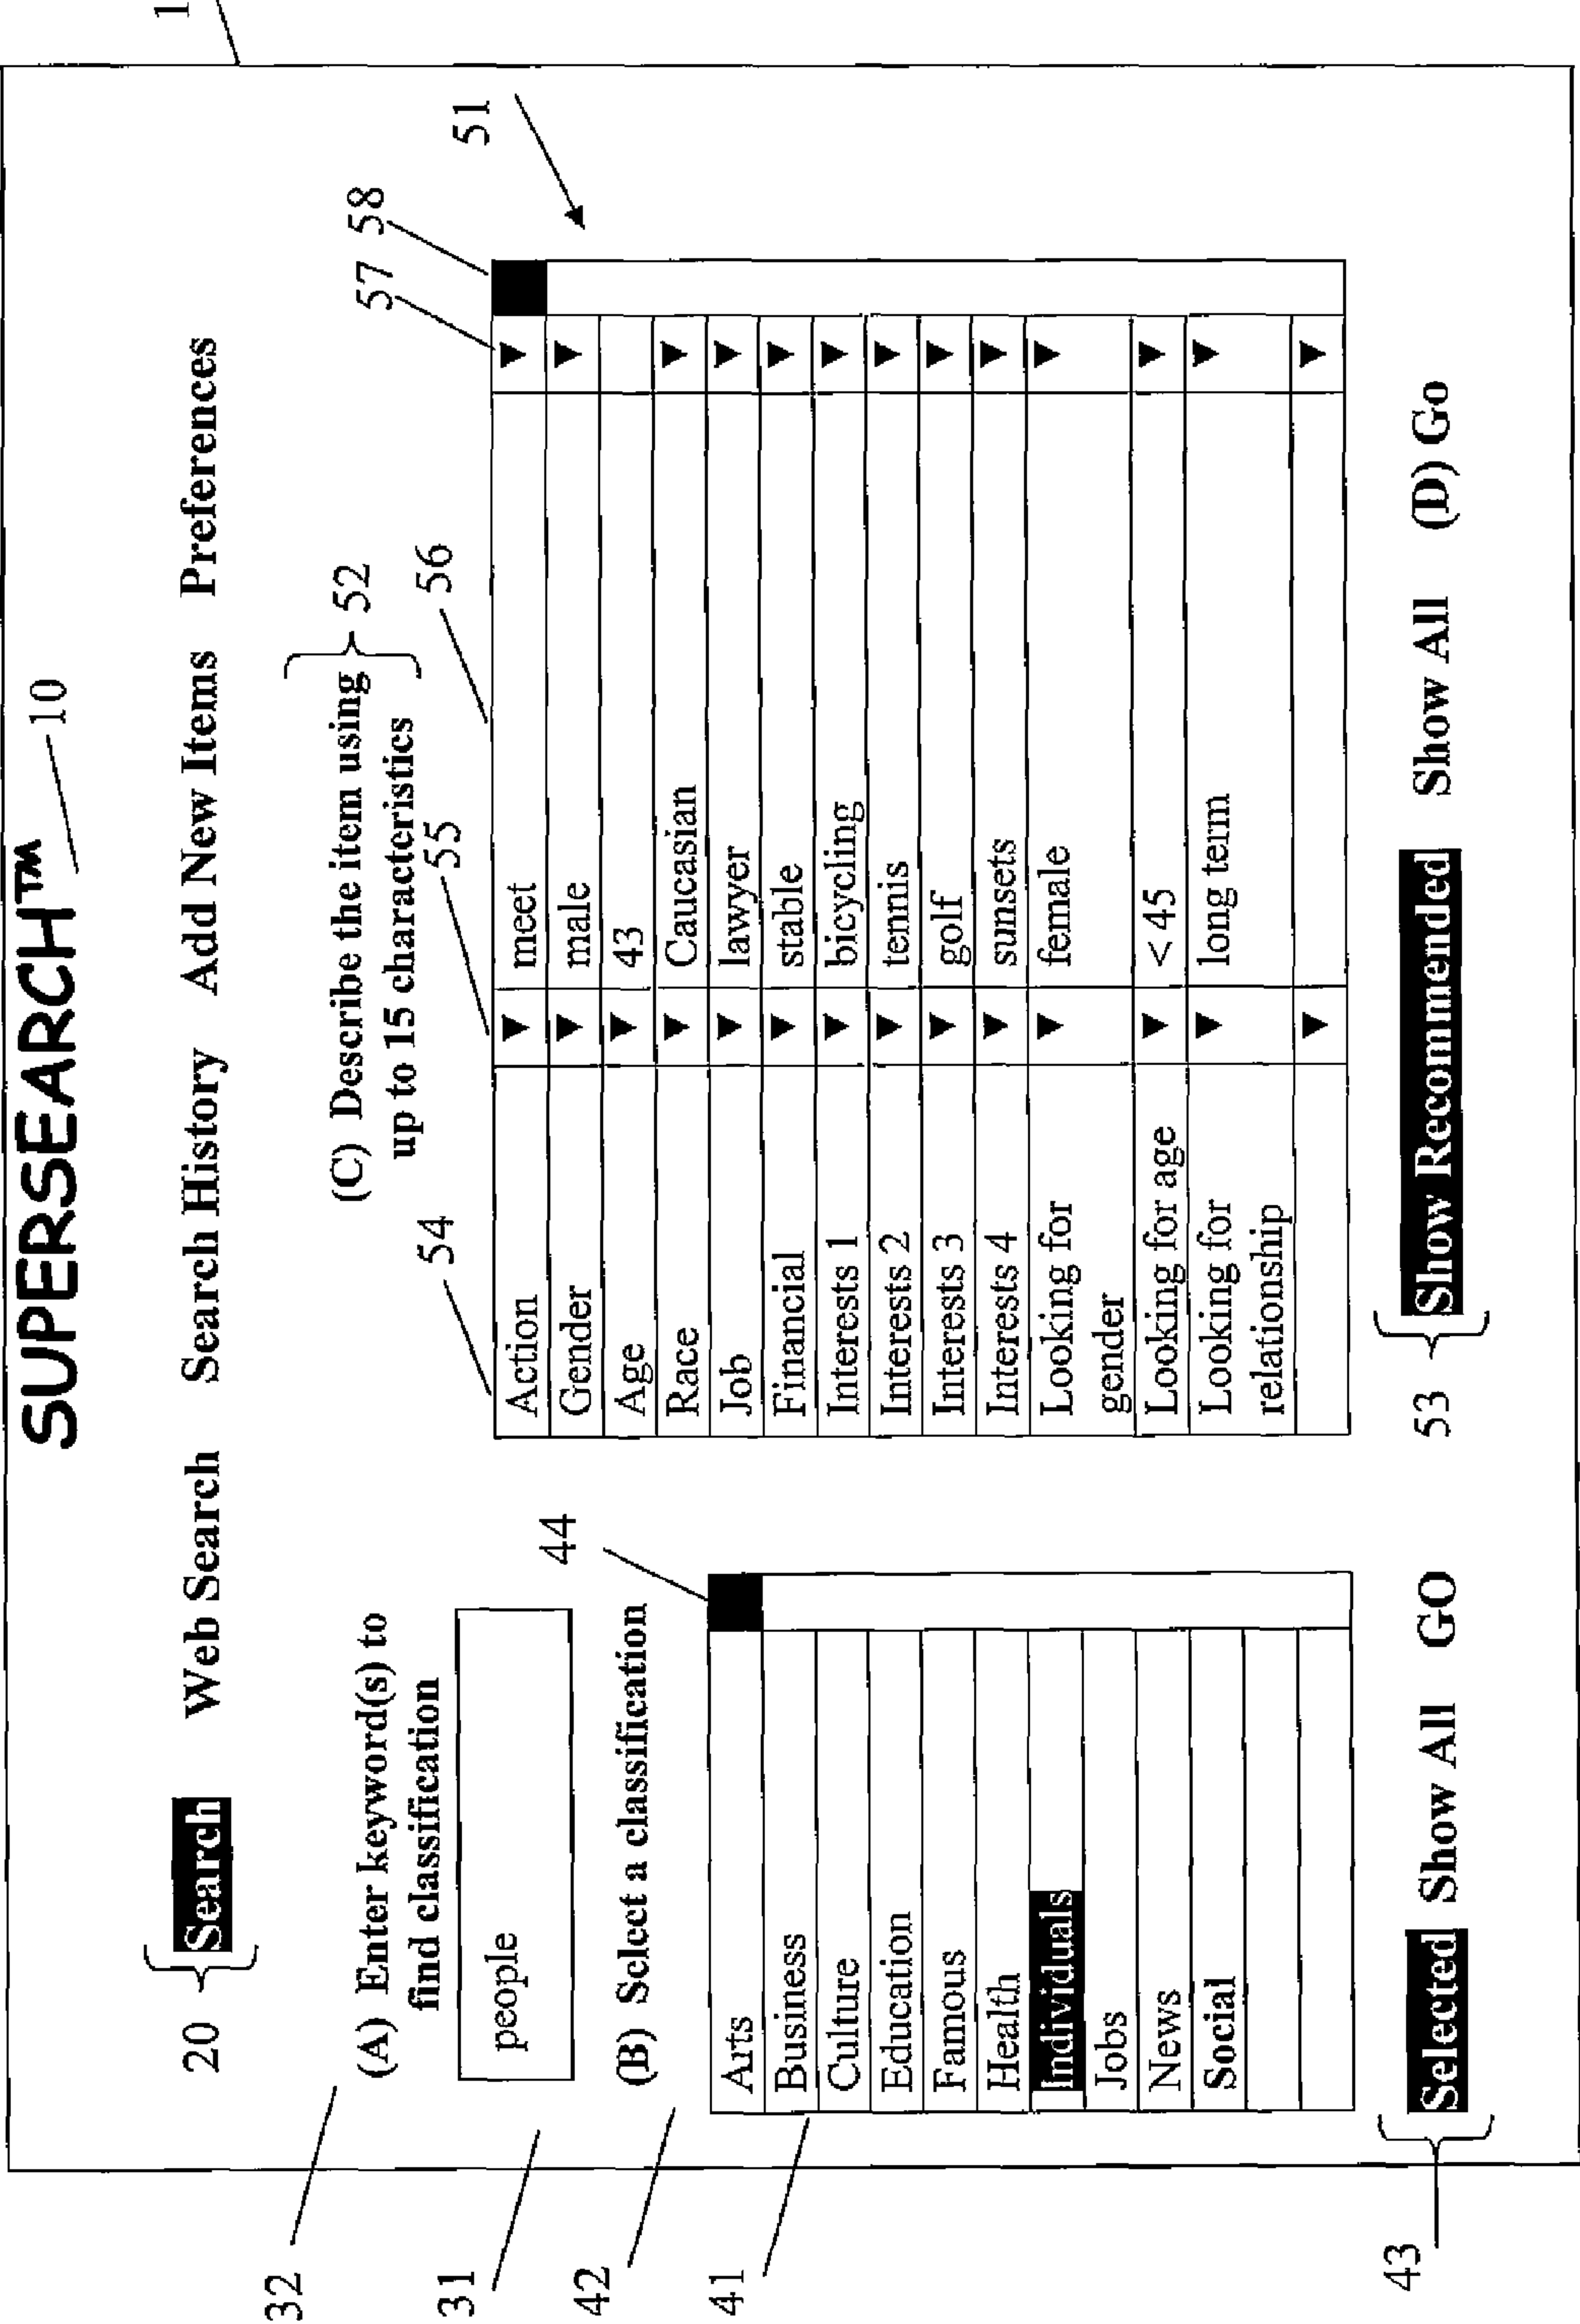 SUPERSEARCH™
10
1
20
Search Web Search Search History Add New Items Preferences
32
(A) Enter keyword(s) to
find classification
31
people
42
(B) Select a classification
44
41
Arts
Business
Culture
Education
Famous
Health
Individuals
Jobs
News
Social
43
Selected Show All GO
(C) Describe the item using
up to 15 characteristics
52
51
54
55
56
57
58
Action meet
Gender male
Age 43
Race Caucasian
Job lawyer
Financial stable
Interests 1 bicycling
Interests 2 tennis
Interests 3 golf
Interests 4 sunsets
Looking for female
gender
Looking for age < 45
Looking for long term
relationship
53
Show Recommended Show All (D) Go